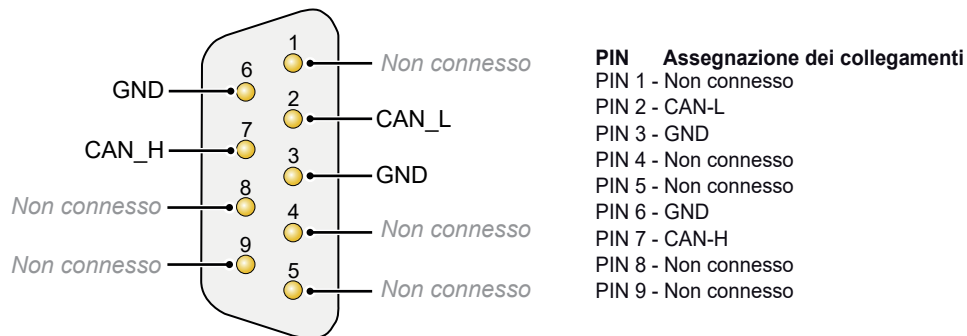 1
Non connesso
6
GND
2
CAN_L
7
CAN_H
3
GND
8
Non connesso
4
Non connesso
9
Non connesso
5
Non connesso
PIN Assegnazione dei collegamenti
PIN 1 - Non connesso
PIN 2 - CAN-L
PIN 3 - GND
PIN 4 - Non connesso
PIN 5 - Non connesso
PIN 6 - GND
PIN 7 - CAN-H
PIN 8 - Non connesso
PIN 9 - Non connesso